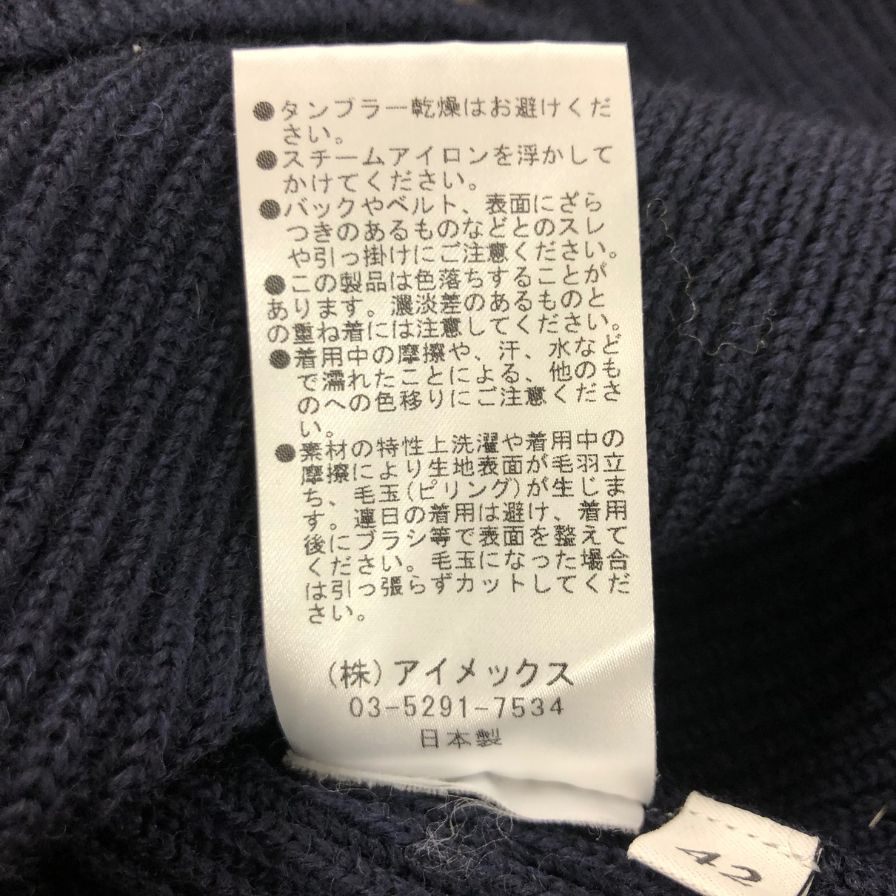 ●タンブラー乾燥はお避けくだ
さい。
●スチームアイロンを浮かして
かけてください。
●バックやベルト、表面にざら
つきのあるものなどとのスレ
や引っ掛けにご注意ください。
●この製品は色落ちすることが
あります。濃淡差のあるものと
の重ね着には注意してください。
●着用中の摩擦や、汗、水など
で濡れたことによる、他のも
のへの色移りにご注意くださ
い。
●素材の特性上洗濯や着用中の
摩擦により生地表面が毛羽立
ち、毛玉(ピリング)が生じま
す。連日の着用は避け、着用
後にブラシ等で表面を整えて
ください。毛玉になった場合
は引っ張らずカットしてくだ
さい。
(株)アイメックス
03-5291-7534
日本製
42